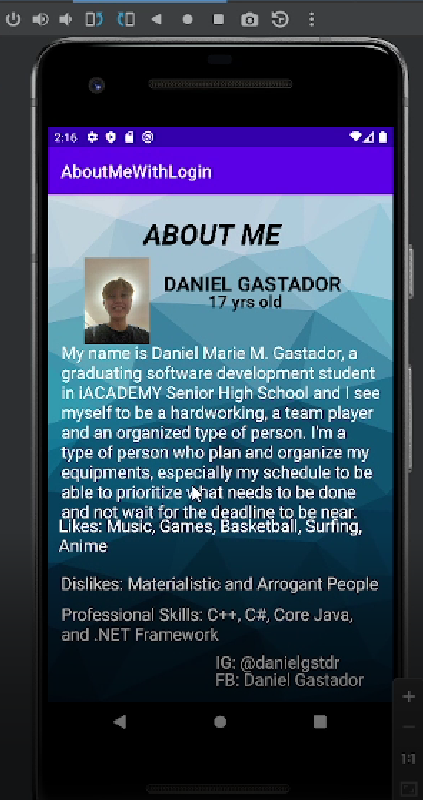 2:16
AboutMeWithLogin
ABOUT ME
DANIEL GASTADOR
17 yrs old
My name is Daniel Marie M. Gastador, a
graduating software development student
in iACADEMY Senior High School and I see
myself to be a hardworking, a team player
and an organized type of person. I'm a
type of person who plan and organize my
equipments, especially my schedule to be
able to prioritize what needs to be done
and not wait for the deadline to be near.
Likes: Music, Games, Basketball, Surfing,
Anime
Dislikes: Materialistic and Arrogant People
Professional Skills: C++, C#, Core Java,
and .NET Framework
IG: @danielgstdr
FB: Daniel Gastador
1:1